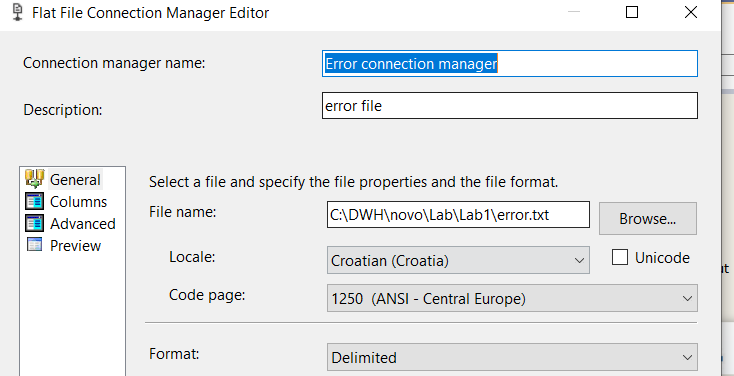 Flat File Connection Manager Editor
Connection manager name: Error connection manager
Description: error file
General
Columns
Advanced
Preview
Select a file and specify the file properties and the file format.
File name: C:\DWH\novo\Lab\Lab1\error.txt Browse...
Locale: Croatian (Croatia) Unicode
Code page: 1250 (ANSI - Central Europe)
Format: Delimited